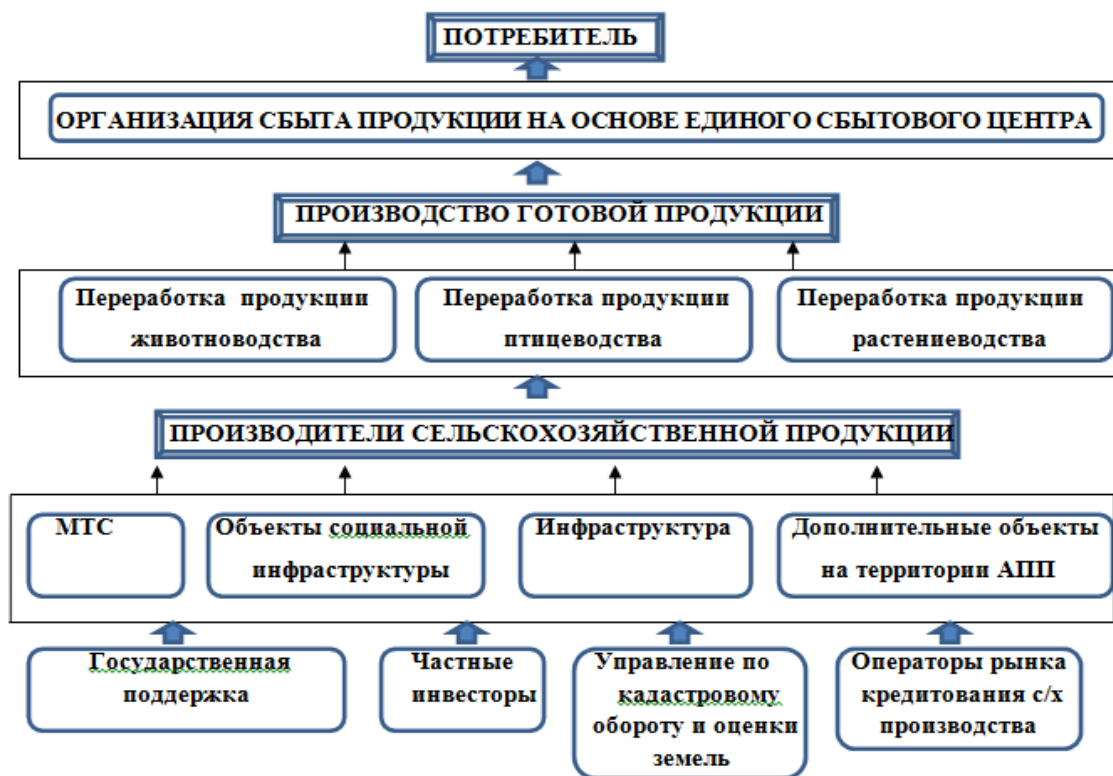 ПОТРЕБИТЕЛЬ
ОРГАНИЗАЦИЯ СБЫТА ПРОДУКЦИИ НА ОСНОВЕ ЕДИНОГО СБЫТОВОГО ЦЕНТРА
ПРОИЗВОДСТВО ГОТОВОЙ ПРОДУКЦИИ
Переработка продукции
животноводства
Переработка продукции
птицеводства
Переработка продукции
растениеводства
ПРОИЗВОДИТЕЛИ СЕЛЬСКОХОЗЯЙСТВЕННОЙ ПРОДУКЦИИ
МТС
Объекты социальной
инфраструктуры
Инфраструктура
Дополнительные объекты
на территории АПП
Государственная
поддержка
Частные
инвесторы
Управление по
кадастровому
обороту и оценки
земель
Операторы рынка
кредитования с/х
производства